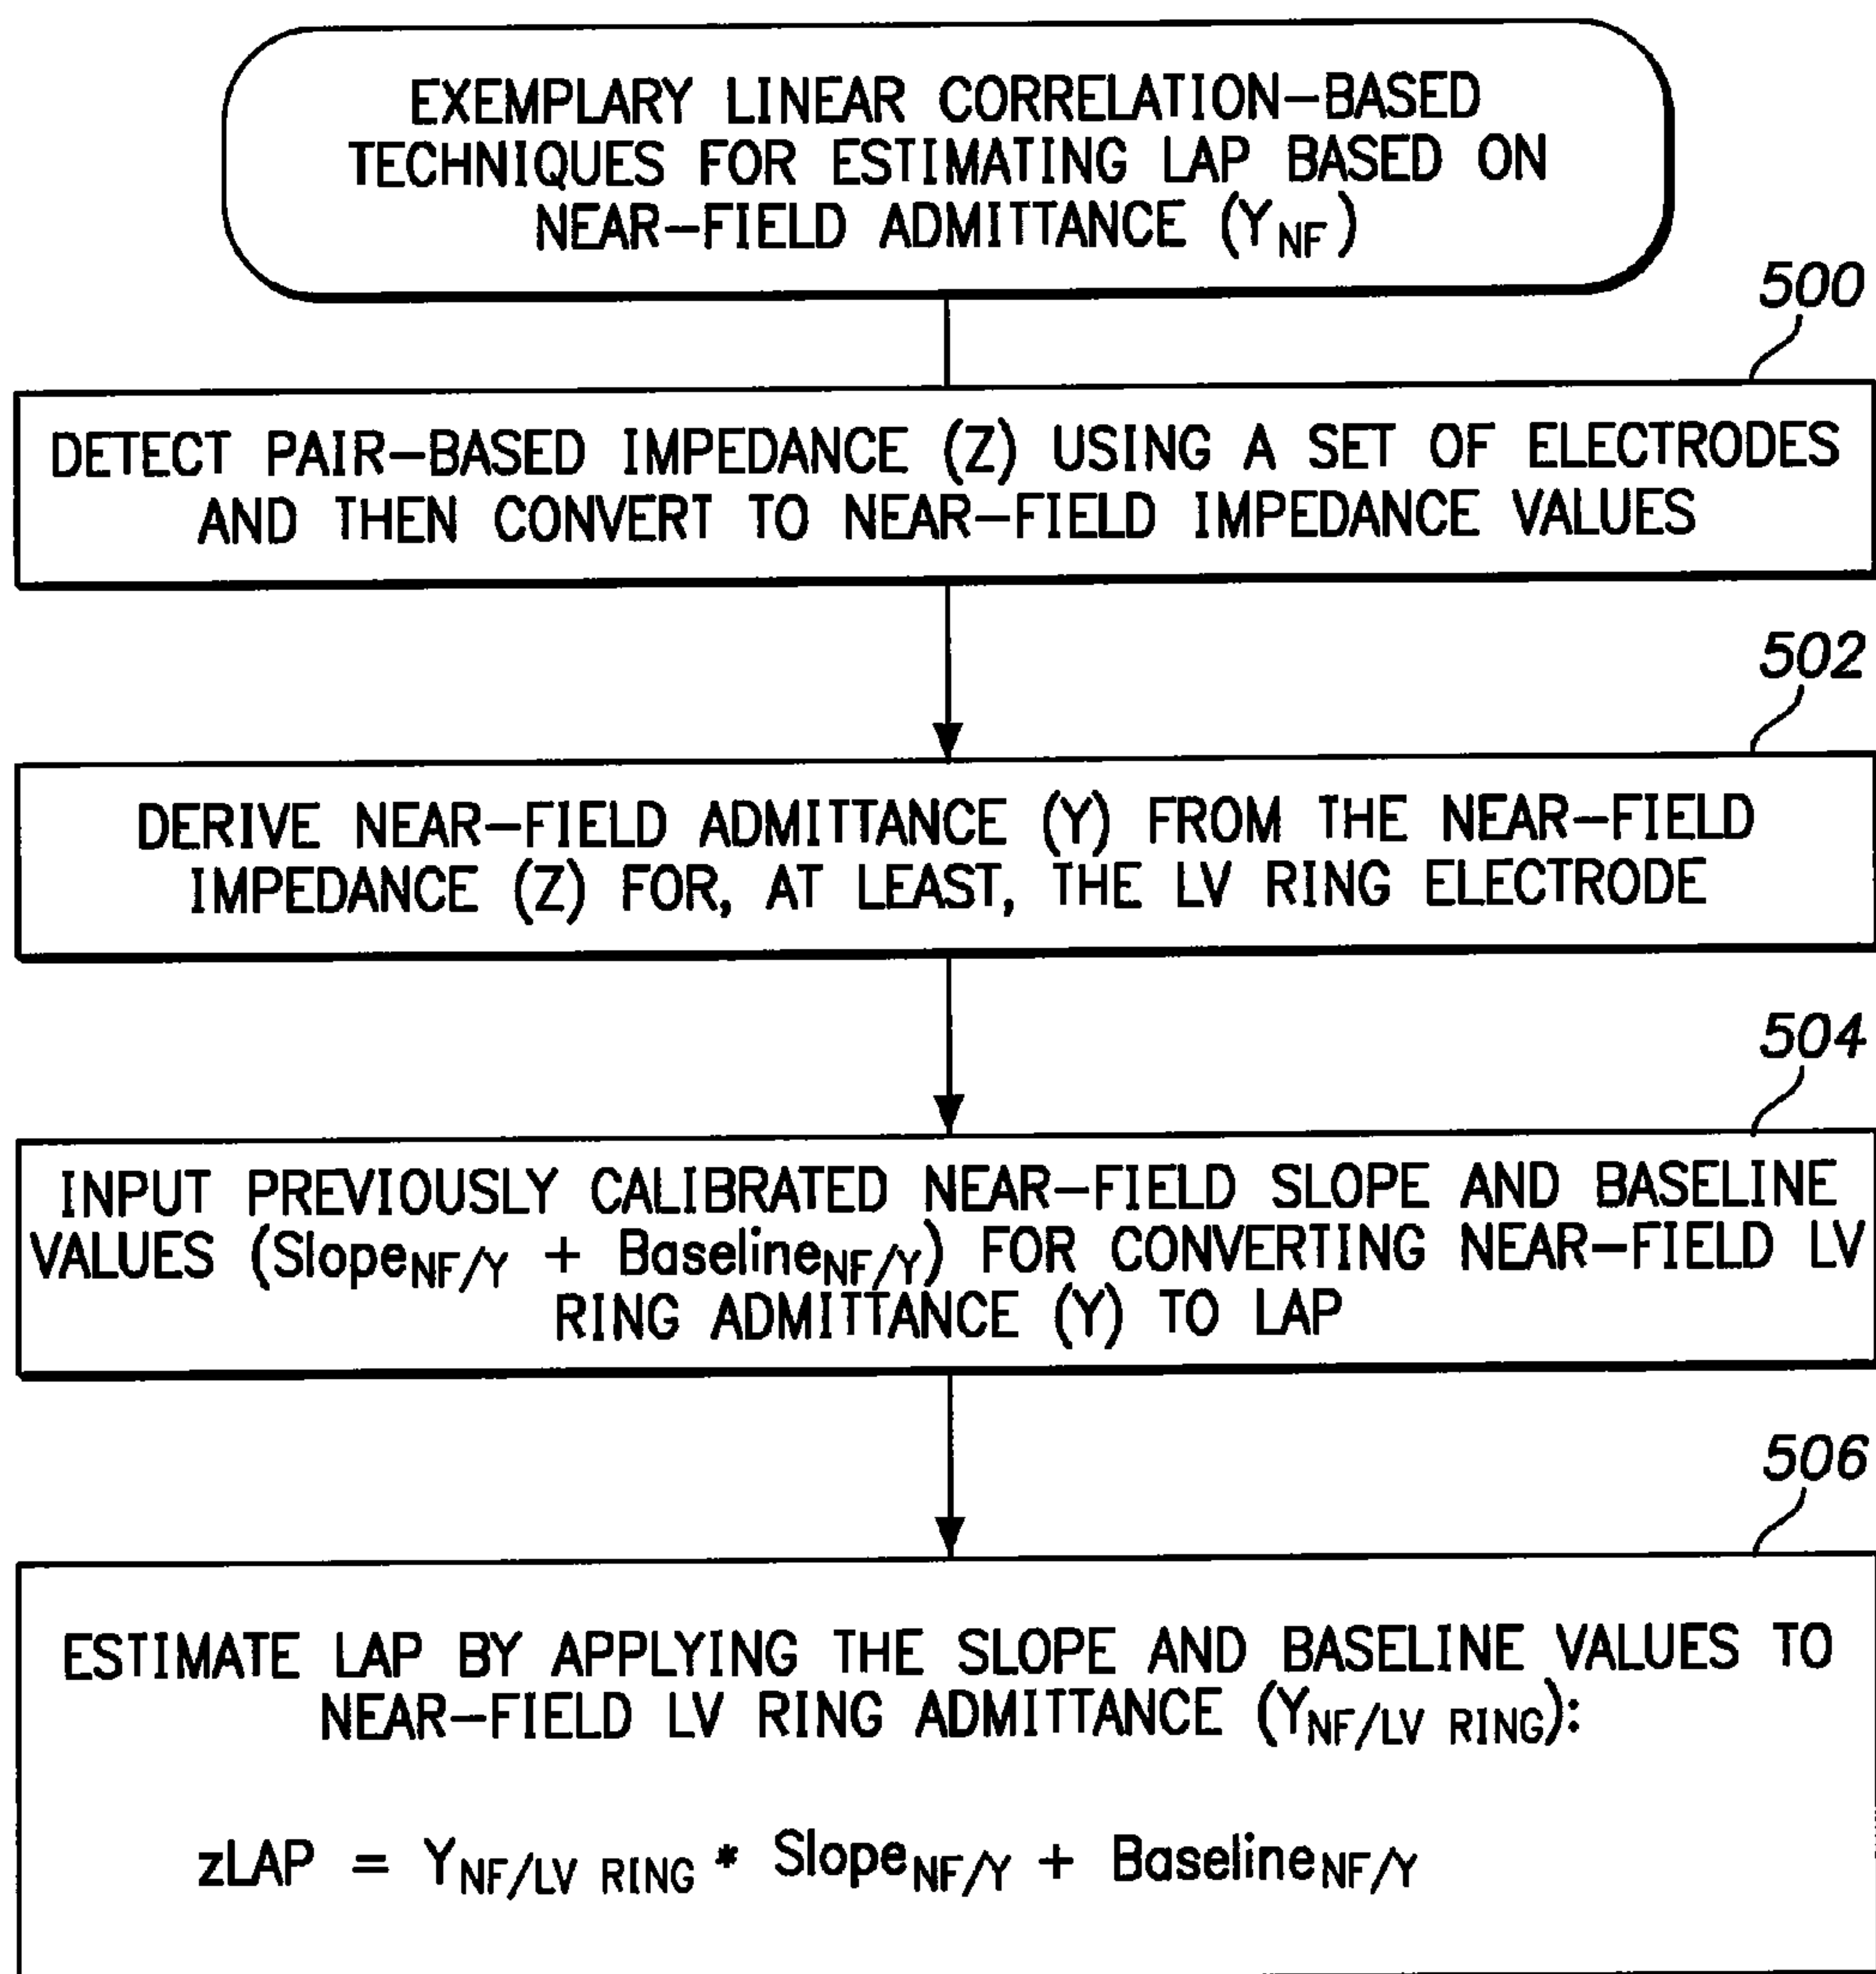 EXEMPLARY LINEAR CORRELATION-BASED
TECHNIQUES FOR ESTIMATING LAP BASED ON
NEAR-FIELD ADMITTANCE (YNF)
500
DETECT PAIR-BASED IMPEDANCE (Z) USING A SET OF ELECTRODES
AND THEN CONVERT TO NEAR-FIELD IMPEDANCE VALUES
502
DERIVE NEAR-FIELD ADMITTANCE (Y) FROM THE NEAR-FIELD
IMPEDANCE (Z) FOR, AT LEAST, THE LV RING ELECTRODE
504
INPUT PREVIOUSLY CALIBRATED NEAR-FIELD SLOPE AND BASELINE
VALUES (SlopeNF/Y + BaselineNF/Y) FOR CONVERTING NEAR-FIELD LV
RING ADMITTANCE (Y) TO LAP
506
ESTIMATE LAP BY APPLYING THE SLOPE AND BASELINE VALUES TO
NEAR-FIELD LV RING ADMITTANCE (YNF/LV RING):
zLAP = YNF/LV RING * SlopeNF/Y + BaselineNF/Y